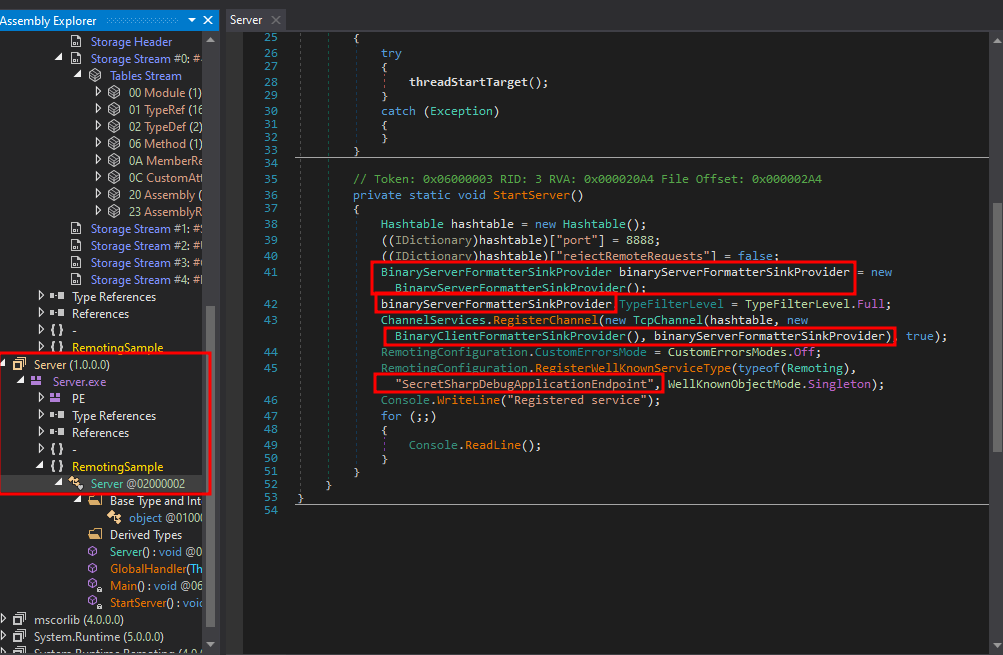 Assembly Explorer
Storage Header
Storage Stream #0: #
Tables Stream
00 Module (1)
01 TypeRef (16
02 TypeDef (2)
06 Method (1)
0A MemberRe
0C CustomAtt
20 Assembly (
23 AssemblyR
Storage Stream #1: #S
Storage Stream #2: #
Storage Stream #3: #
Storage Stream #4: #
Type References
References
{ } -
{ } RemotingSample
Server (1.0.0.0)
Server.exe
PE
Type References
References
{ } -
{ } RemotingSample
Server @02000002
Base Type and Int
object @0100
Derived Types
Server() : void @0
GlobalHandler(Th
Main() : void @06
StartServer() : voic
mscorlib (4.0.0.0)
System.Runtime (5.0.0.0)
System.Runtime.Remoting (4.0.0.0)
Server
25 {
26 try
27 {
28 threadStartTarget();
29 }
30 catch (Exception)
31 {
32 }
33 }
34
35 // Token: 0x06000003 RID: 3 RVA: 0x000020A4 File Offset: 0x000002A4
36 private static void StartServer()
37 {
38 Hashtable hashtable = new Hashtable();
39 ((IDictionary)hashtable)["port"] = 8888;
40 ((IDictionary)hashtable)["rejectRemoteRequests"] = false;
41 BinaryServerFormatterSinkProvider binaryServerFormatterSinkProvider = new
BinaryServerFormatterSinkProvider();
42 binaryServerFormatterSinkProvider.TypeFilterLevel = TypeFilterLevel.Full;
43 ChannelServices.RegisterChannel(new TcpChannel(hashtable, new
BinaryClientFormatterSinkProvider(), binaryServerFormatterSinkProvider), true);
44 RemotingConfiguration.CustomErrorsMode = CustomErrorsModes.Off;
45 RemotingConfiguration.RegisterWellKnownServiceType(typeof(Remoting),
"SecretSharpDebugApplicationEndpoint", WellKnownObjectMode.Singleton);
46 Console.WriteLine("Registered service");
47 for (;;)
48 {
49 Console.ReadLine();
50 }
51 }
52 }
53 }
54